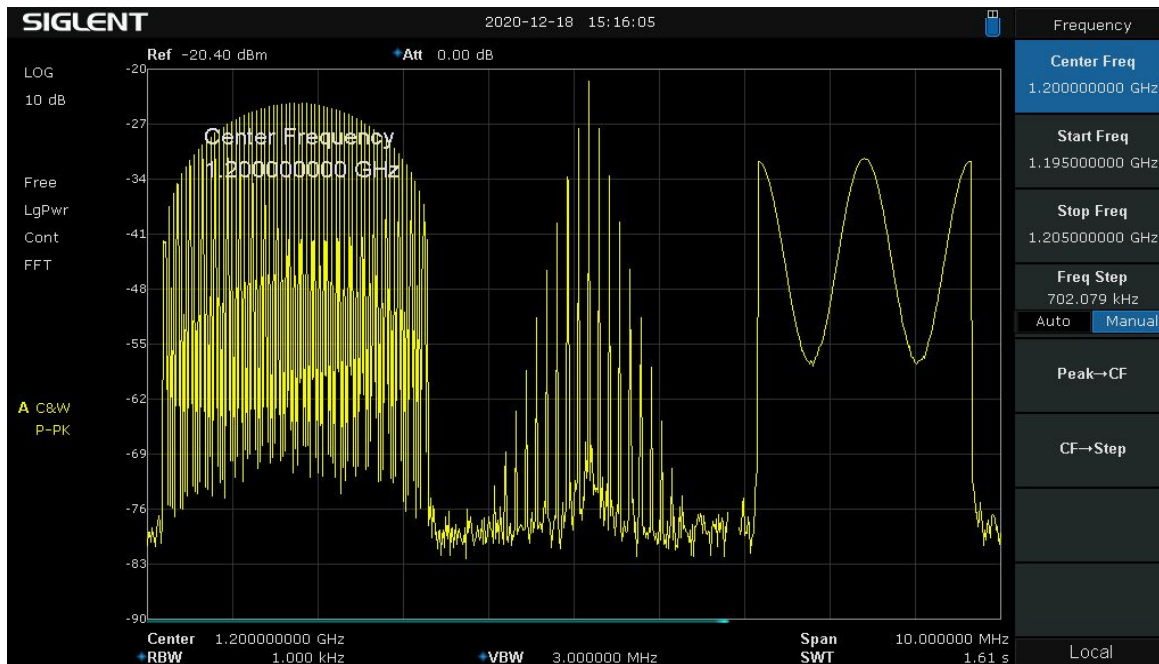 SIGLENT 2020-12-18 15:16:05 Frequency
Ref -20.40 dBm Att 0.00 dB
LOG
10 dB
Free
LgPwr
Cont
FFT
A C&W
P-PK
-20
-27
-34
-41
-48
-55
-62
-69
-76
-83
-90
Center Frequency
1.200000000 GHz
Center 1.200000000 GHz Span 10.000000 MHz
RBW 1.000 kHz VBW 3.000000 MHz SWT 1.61 s
Center Freq
1.200000000 GHz
Start Freq
1.195000000 GHz
Stop Freq
1.205000000 GHz
Freq Step
702.079 kHz
Auto Manual
Peak→CF
CF→Step
Local